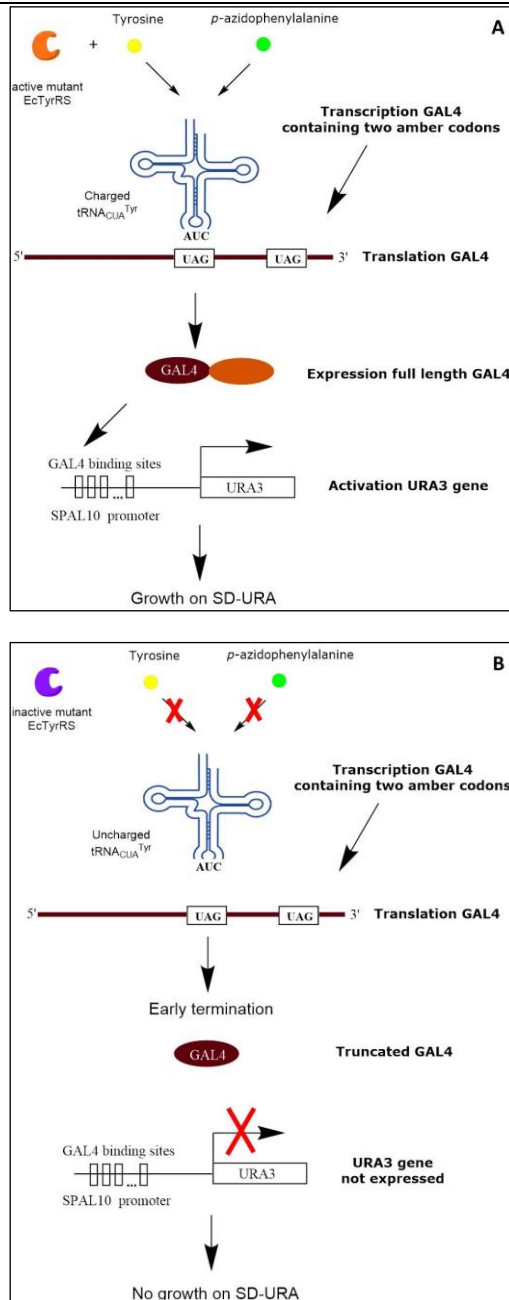 A
Tyrosine
p-azidophenylalanine
+
active mutant
EcTyrRS
Transcription GAL4
containing two amber codons
Charged
tRNACUATyr
AUC
5'
UAG
UAG
3'
Translation GAL4
GAL4
Expression full length GAL4
GAL4 binding sites
...
URA3
Activation URA3 gene
SPAL10 promoter
Growth on SD-URA
B
Tyrosine
p-azidophenylalanine
inactive mutant
EcTyrRS
Transcription GAL4
containing two amber codons
Uncharged
tRNACUATyr
AUC
5'
UAG
UAG
3'
Translation GAL4
Early termination
GAL4
Truncated GAL4
GAL4 binding sites
...
URA3
URA3 gene
not expressed
SPAL10 promoter
No growth on SD-URA